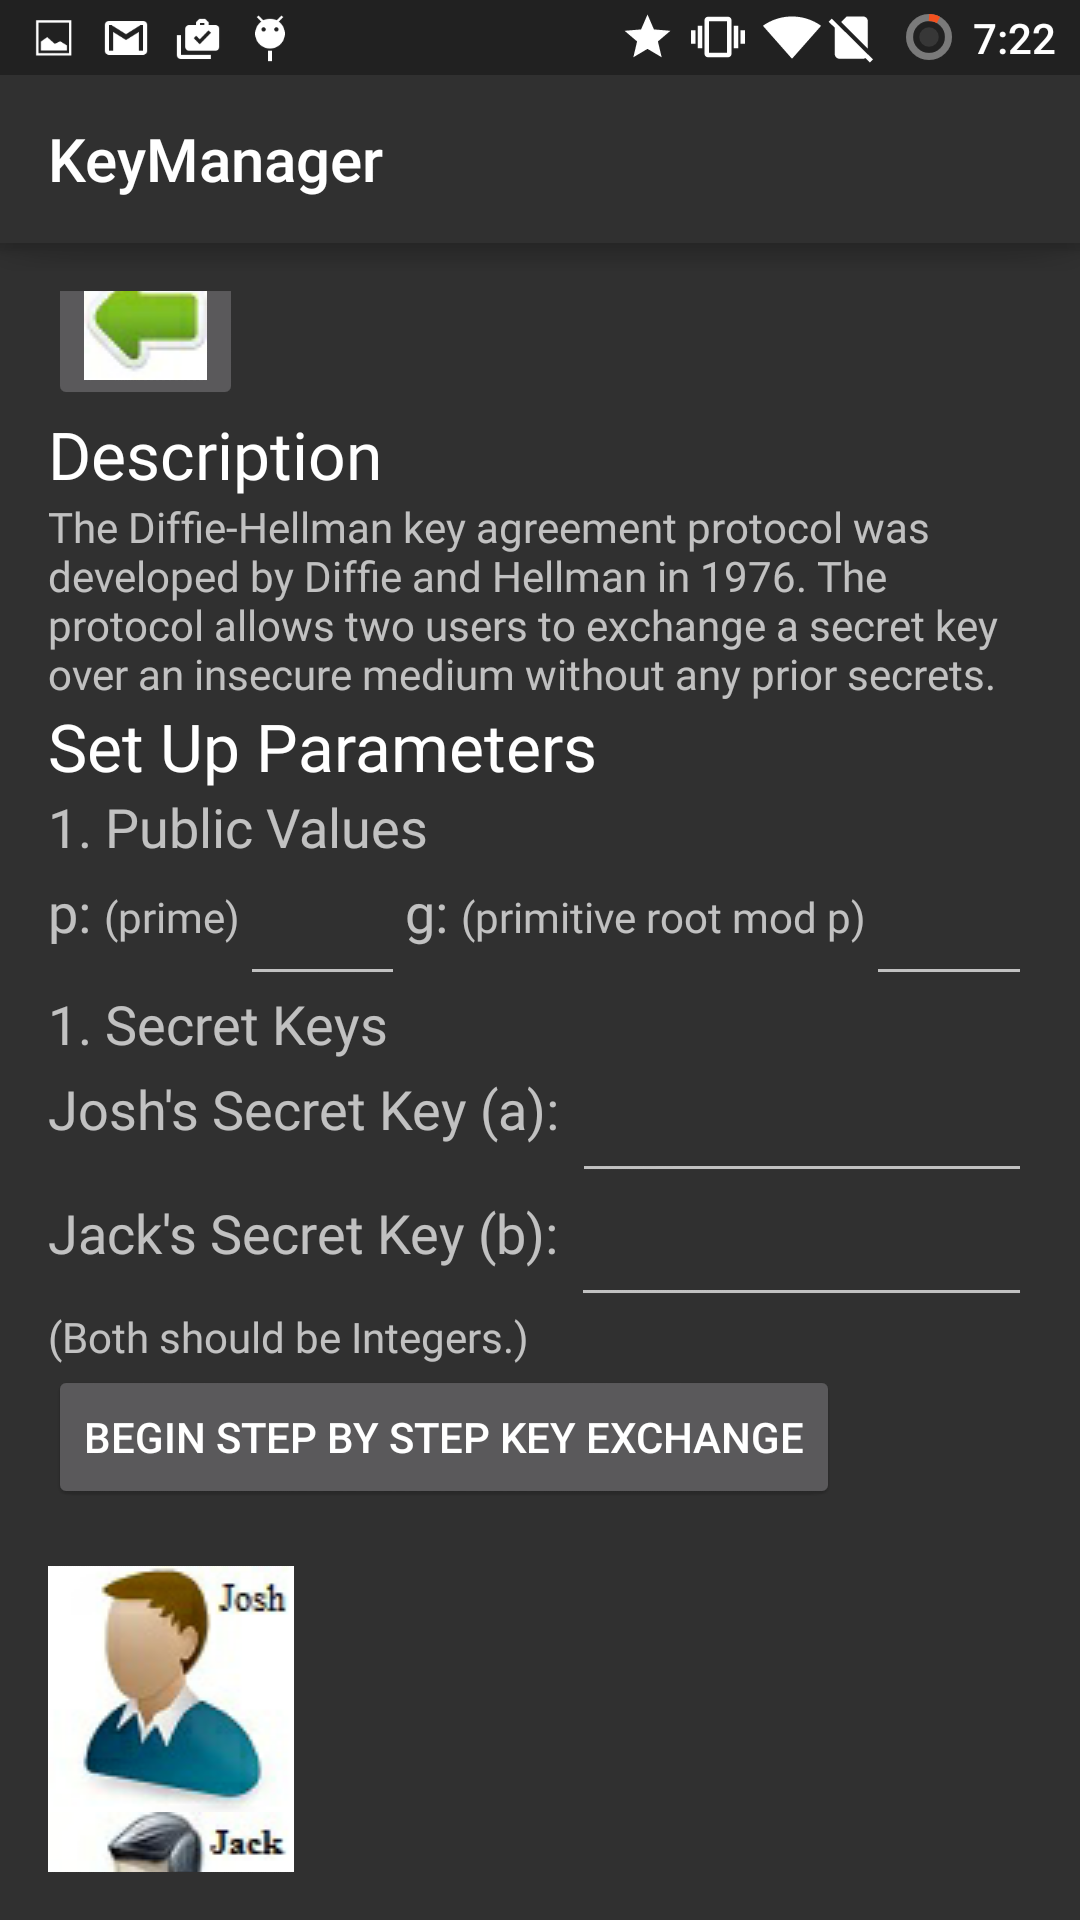 7:22
KeyManager
Description
The Diffie-Hellman key agreement protocol was
developed by Diffie and Hellman in 1976. The
protocol allows two users to exchange a secret key
over an insecure medium without any prior secrets.
Set Up Parameters
1. Public Values
p: (prime) g: (primitive root mod p)
1. Secret Keys
Josh's Secret Key (a):
Jack's Secret Key (b):
(Both should be Integers.)
BEGIN STEP BY STEP KEY EXCHANGE
Josh
Jack